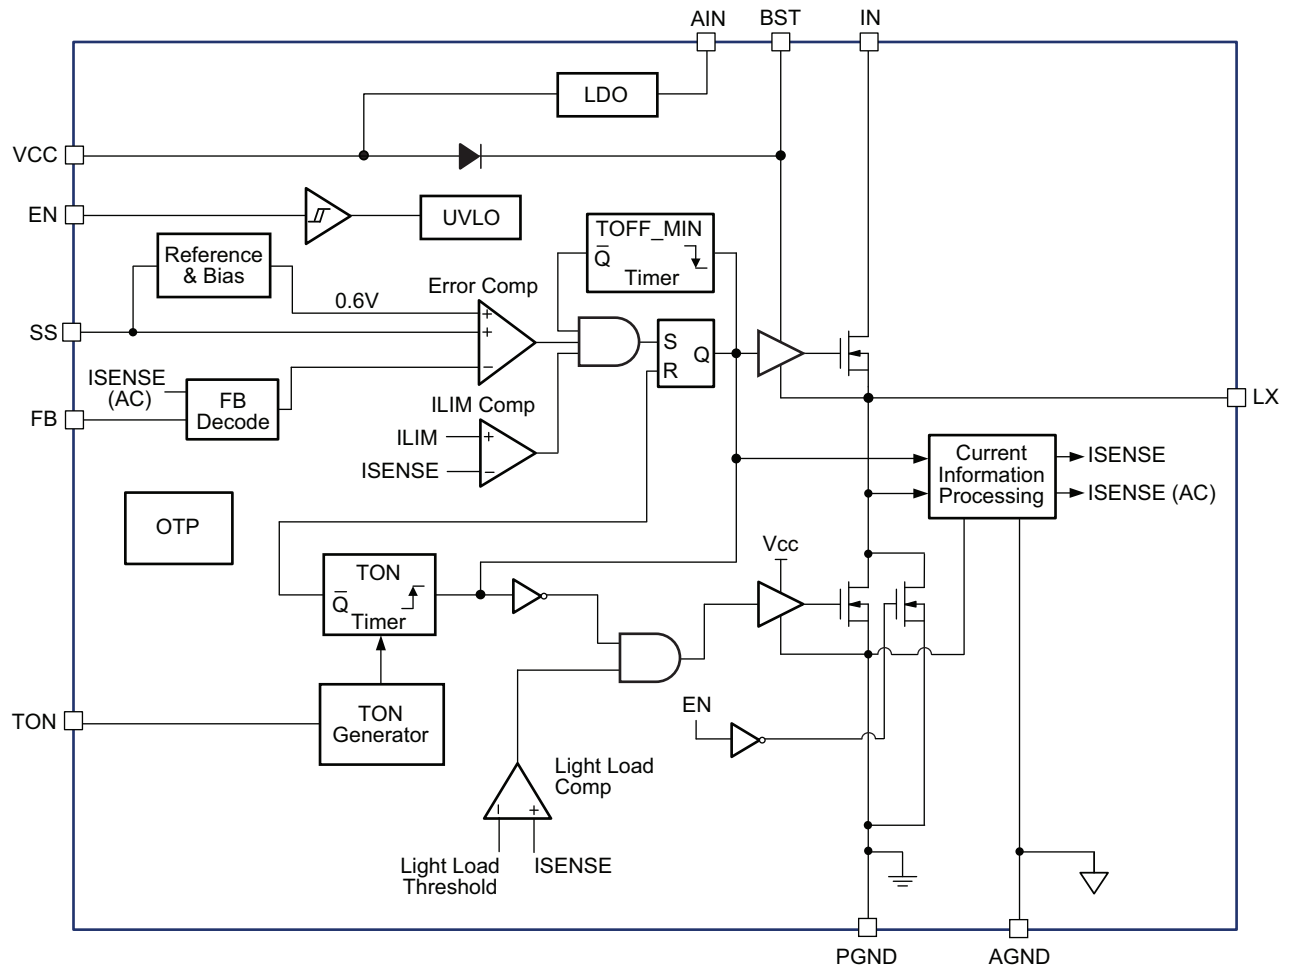 AIN
BST
IN
LDO
VCC
EN
UVLO
TOFF_MIN
Q̅
Timer
Reference
& Bias
0.6V
Error Comp
+
+
−
SS
S
R
Q
ISENSE
(AC)
FB
FB
Decode
ILIM Comp
ILIM
ISENSE
+
−
LX
Current
Information
Processing
ISENSE
ISENSE (AC)
OTP
Vcc
TON
Q̅
Timer
TON
TON
Generator
EN
Light Load
Comp
−
+
Light Load
Threshold
ISENSE
PGND
AGND